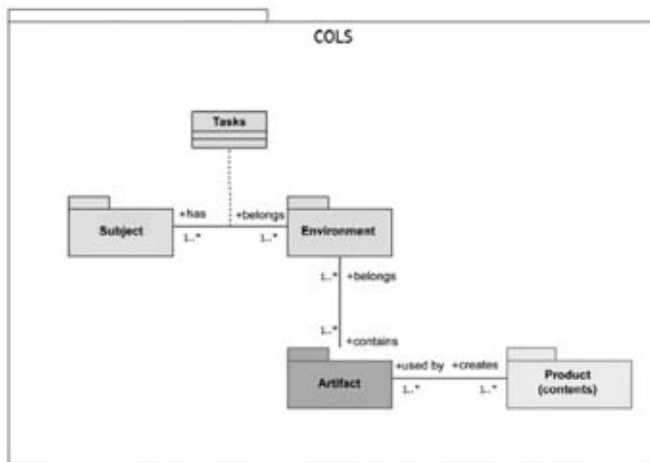 COLS
Tasks
+has
+belongs
Subject
1..*
1..*
Environment
1..*
+belongs
1..*
+contains
Artifact
+used by
+creates
1..*
1..*
Product
(contents)